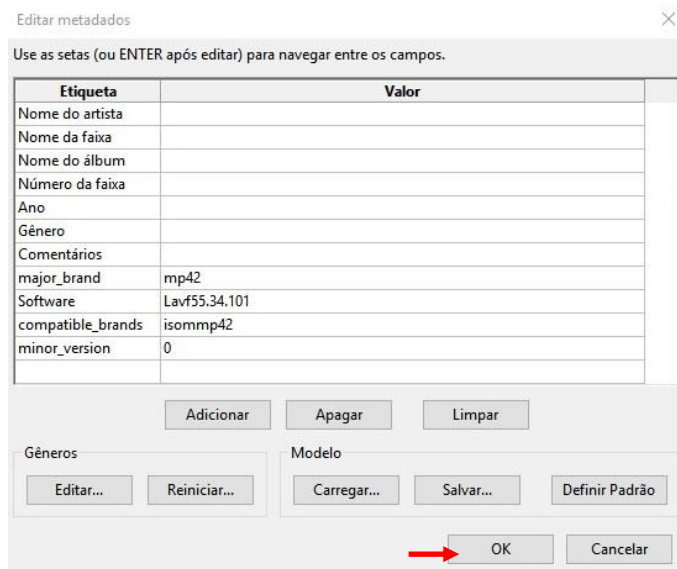 Editar metadados
Use as setas (ou ENTER após editar) para navegar entre os campos.
Etiqueta Valor
Nome do artista
Nome da faixa
Nome do álbum
Número da faixa
Ano
Gênero
Comentários
major_brand mp42
Software Lavf55.34.101
compatible_brands isommp42
minor_version 0
Adicionar Apagar Limpar
Gêneros Modelo
Editar... Reiniciar... Carregar... Salvar... Definir Padrão
OK Cancelar